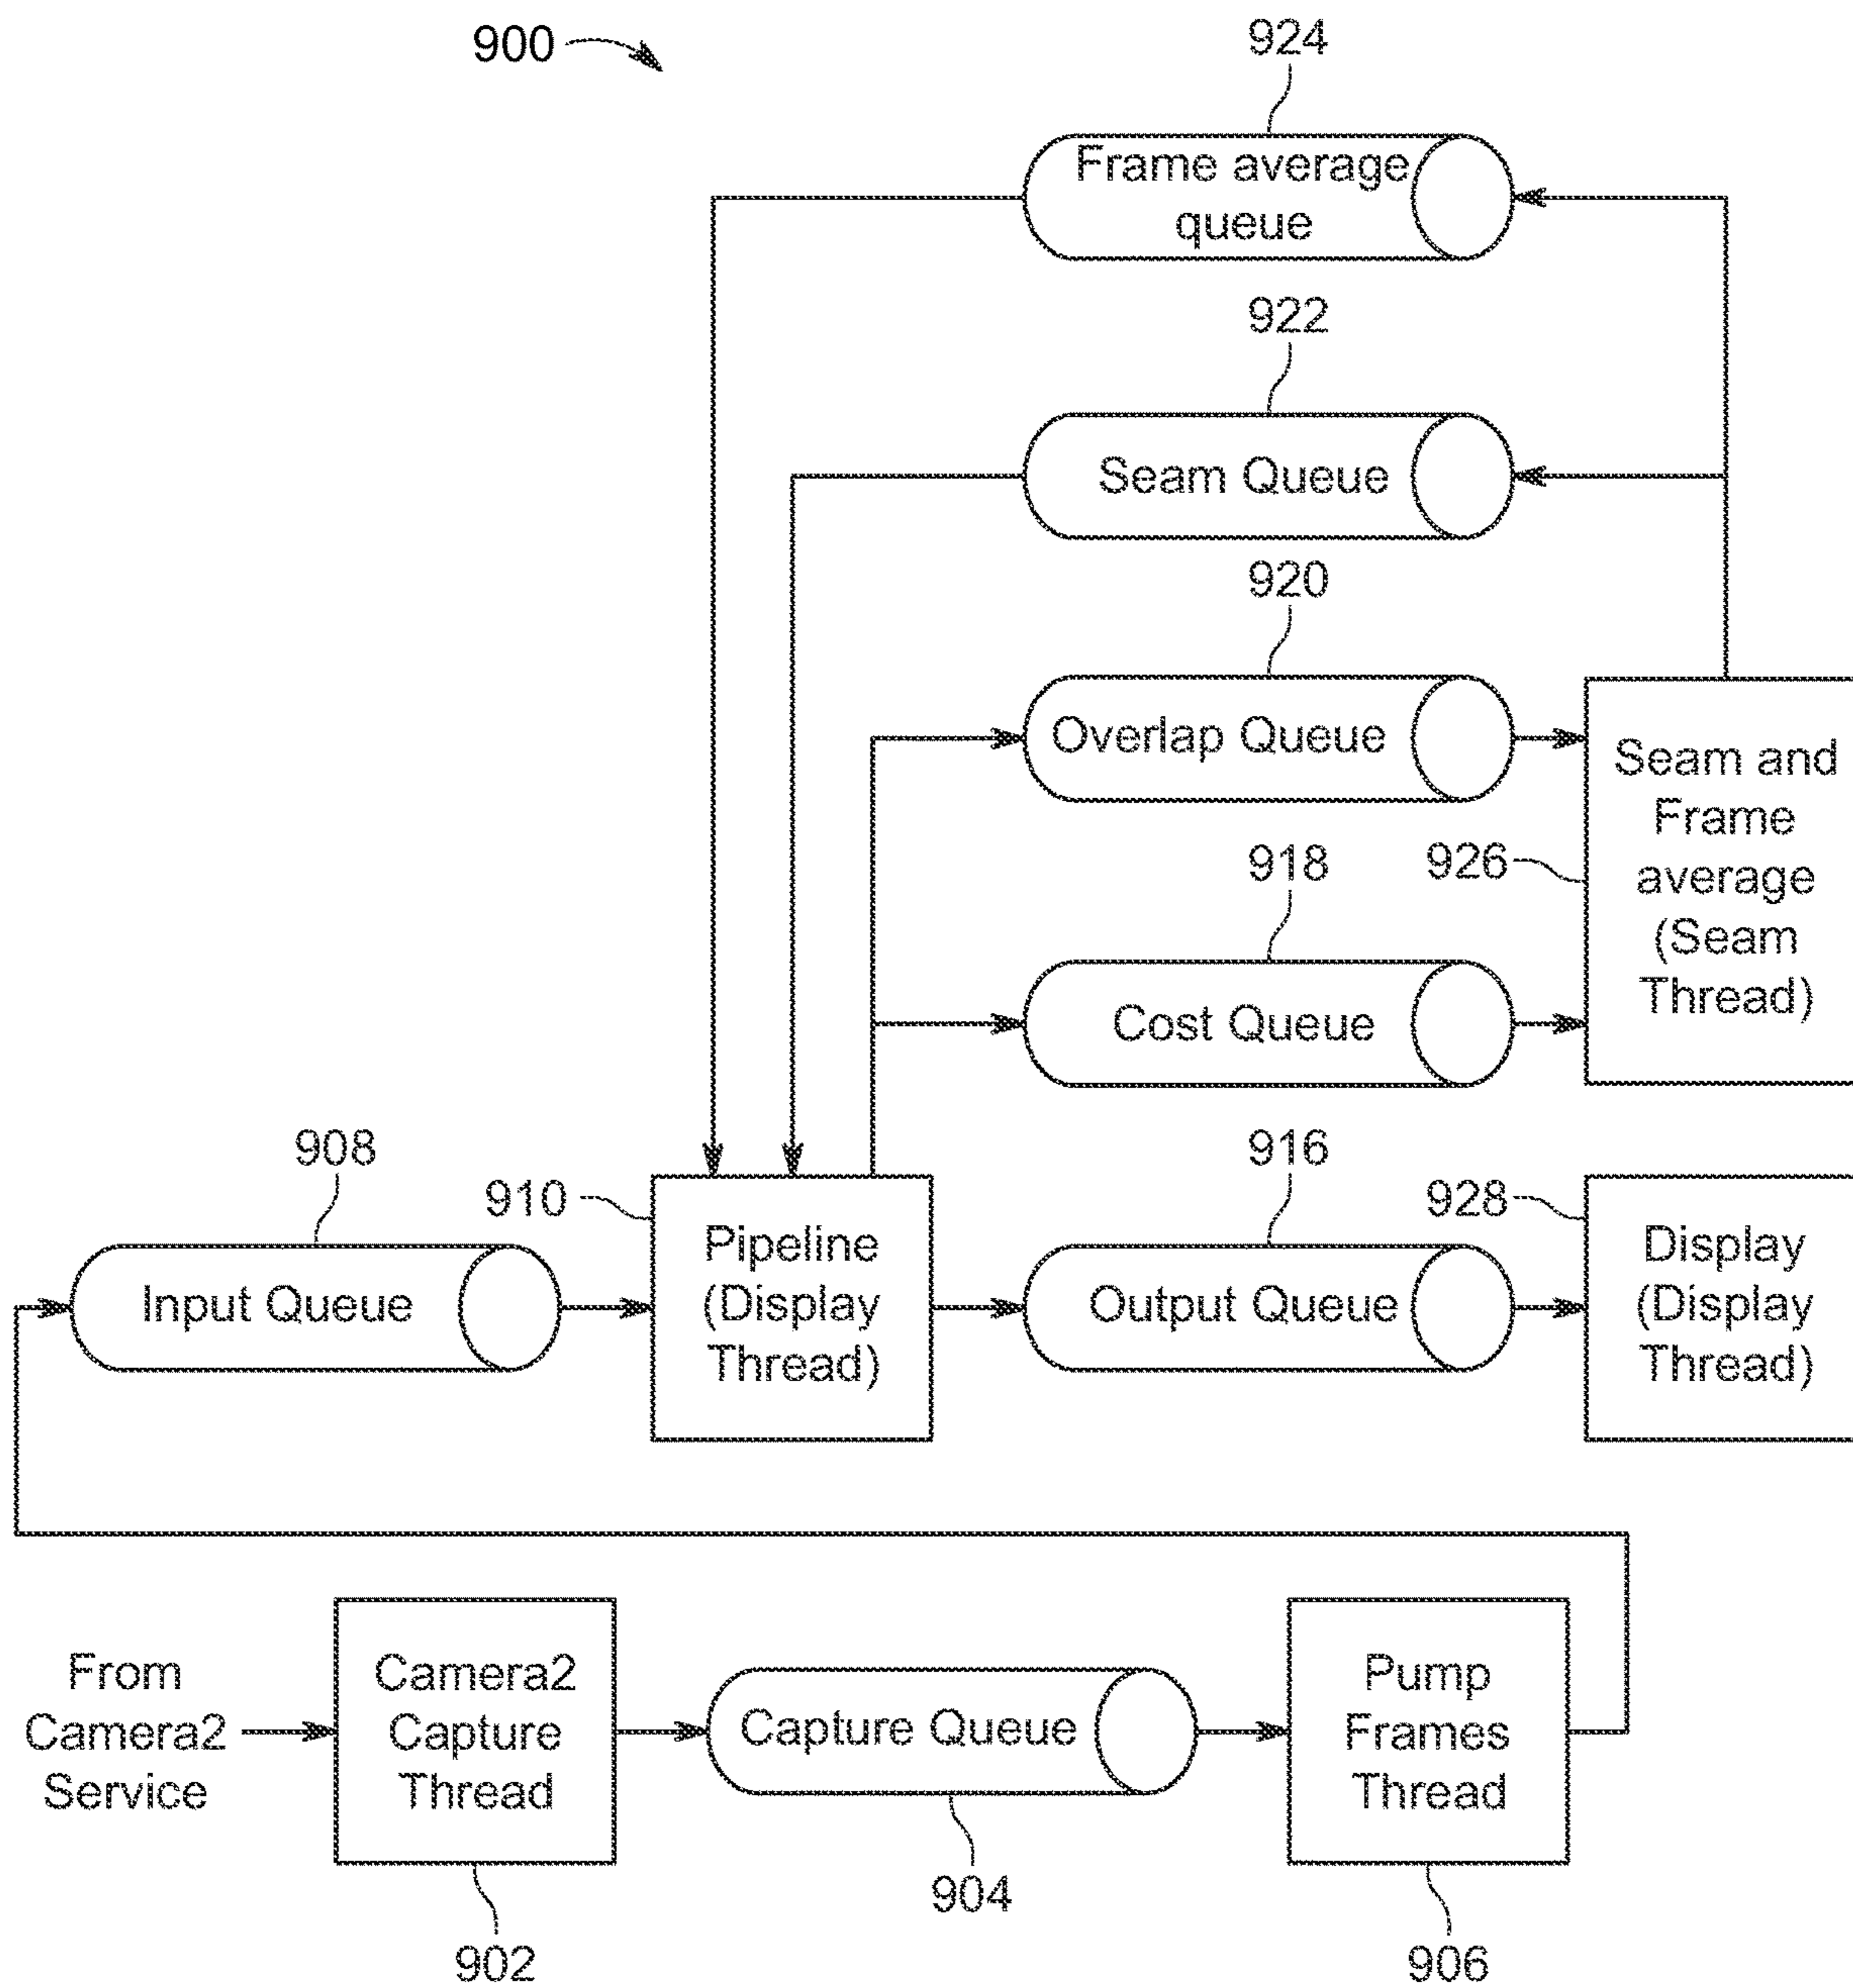 900
924
Frame average
queue
922
Seam Queue
920
Overlap Queue
Seam and
Frame
average
(Seam
Thread)
918
926
Cost Queue
908
910
916
928
Input Queue
Pipeline
(Display
Thread)
Output Queue
Display
(Display
Thread)
From
Camera2
Service
Camera2
Capture
Thread
Capture Queue
Pump
Frames
Thread
904
902
906